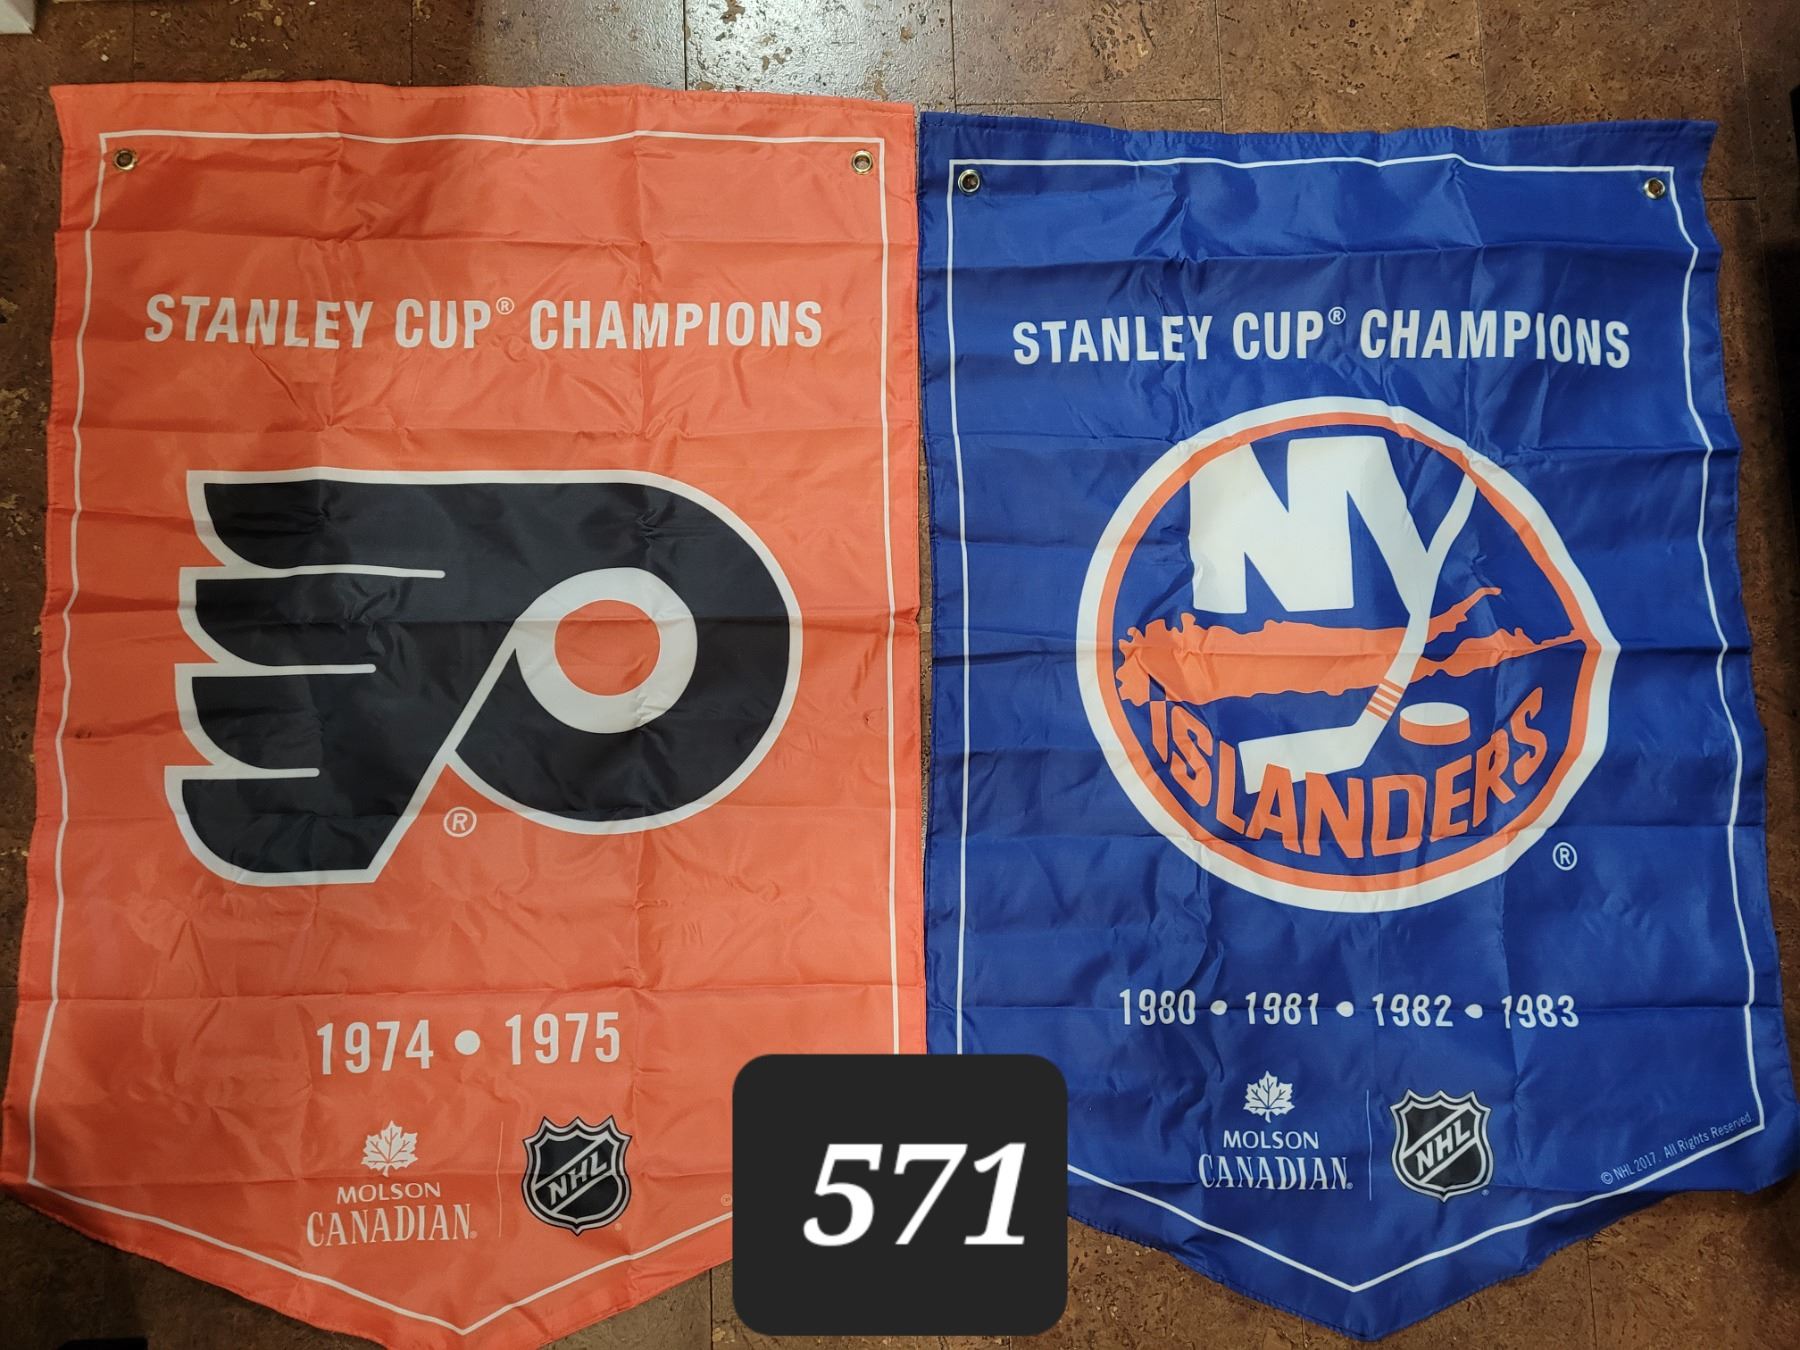 STANLEY CUP® CHAMPIONS
®
1974 • 1975
MOLSON
CANADIAN®
NHL
®
©
STANLEY CUP® CHAMPIONS
NY
ISLANDERS
®
1980 • 1981 • 1982 • 1983
MOLSON
CANADIAN®
NHL
®
© NHL 2017. All Rights Reserved.
571